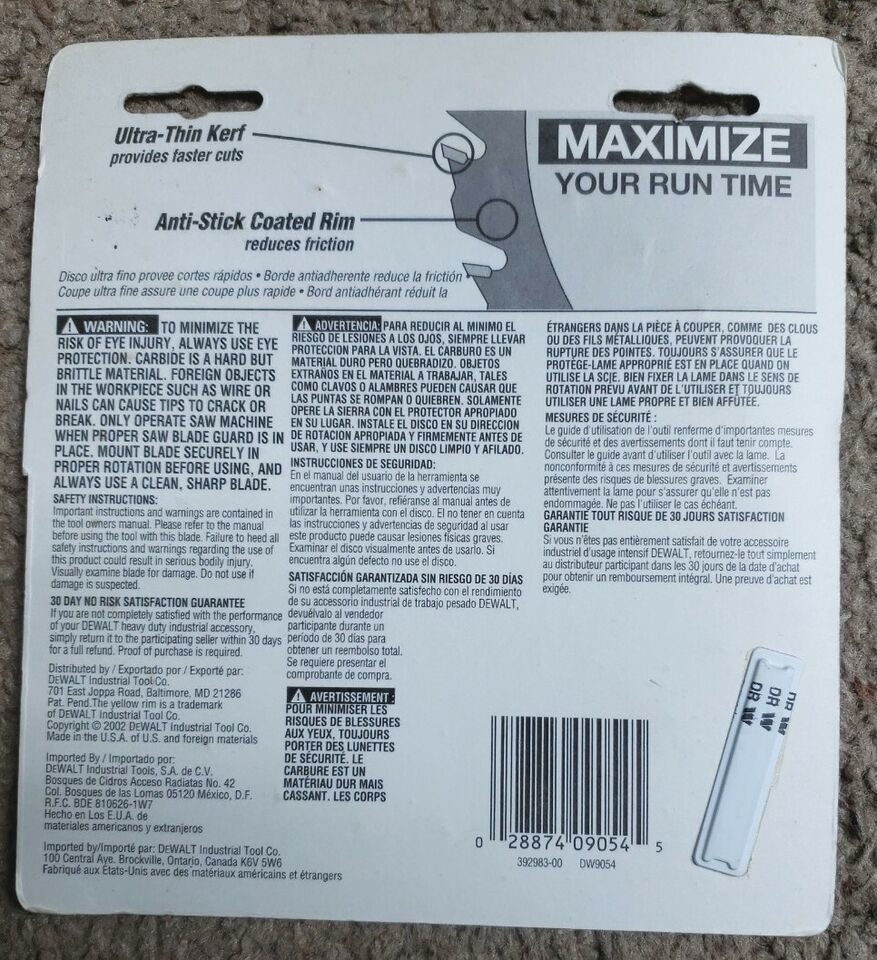 Ultra-Thin Kerf
provides faster cuts
MAXIMIZE
YOUR RUN TIME
Anti-Stick Coated Rim
reduces friction
Disco ultra fino provee cortes rápidos • Borde antiadherente reduce la frictión
Coupe ultra fine assure une coupe plus rapide • Bord antiadhérant réduit la
WARNING: TO MINIMIZE THE
RISK OF EYE INJURY, ALWAYS USE EYE
PROTECTION. CARBIDE IS A HARD BUT
BRITTLE MATERIAL. FOREIGN OBJECTS
IN THE WORKPIECE SUCH AS WIRE OR
NAILS CAN CAUSE TIPS TO CRACK OR
BREAK. ONLY OPERATE SAW MACHINE
WHEN PROPER SAW BLADE GUARD IS IN
PLACE. MOUNT BLADE SECURELY IN
PROPER ROTATION BEFORE USING, AND
ALWAYS USE A CLEAN, SHARP BLADE.
SAFETY INSTRUCTIONS:
Important instructions and warnings are contained in
the tool owners manual. Please refer to the manual
before using the tool with this blade. Failure to heed all
safety instructions and warnings regarding the use of
this product could result in serious bodily injury.
Visually examine blade for damage. Do not use if
damage is suspected.
30 DAY NO RISK SATISFACTION GUARANTEE
If you are not completely satisfied with the performance
of your DEWALT heavy duty industrial accessory,
simply return it to the participating seller within 30 days
for a full refund. Proof of purchase is required.
Distributed by / Exportado por / Exporté par:
DEWALT Industrial Tool Co.
701 East Joppa Road, Baltimore, MD 21286
Pat. Pend.The yellow rim is a trademark
of DEWALT Industrial Tool Co.
Copyright © 2002 DEWALT Industrial Tool Co.
Made in the U.S.A. of U.S. and foreign materials
Imported By / Importado por:
DEWALT Industrial Tools, S.A. de C.V.
Bosques de Cidros Acceso Radiatas No. 42
Col. Bosques de las Lomas 05120 México, D.F.
R.F.C. BDE 810626-1W7
Hecho en Los E.U.A. de
materiales americanos y extranjeros
Imported by/Importé par: DEWALT Industrial Tool Co.
100 Central Ave. Brockville, Ontario, Canada K6V 5W6
Fabriqué aux États-Unis avec des matériaux américains et étrangers
ADVERTENCIA: PARA REDUCIR AL MINIMO EL
RIESGO DE LESIONES A LOS OJOS, SIEMPRE LLEVAR
PROTECCION PARA LA VISTA. EL CARBURO ES UN
MATERIAL DURO PERO QUEBRADIZO. OBJETOS
EXTRAÑOS EN EL MATERIAL A TRABAJAR, TALES
COMO CLAVOS O ALAMBRES PUEDEN CAUSAR QUE
LAS PUNTAS SE ROMPAN O QUIEBREN. SOLAMENTE
OPERE LA SIERRA CON EL PROTECTOR APROPIADO
EN SU LUGAR. INSTALE EL DISCO EN SU DIRECCION
DE ROTACION APROPIADA Y FIRMEMENTE ANTES DE
USAR, Y USE SIEMPRE UN DISCO LIMPIO Y AFILADO.
INSTRUCCIONES DE SEGURIDAD:
En el manual del usuario de la herramienta se
encuentran unas instrucciones y advertencias muy
importantes. Por favor, refiéranse al manual antes de
utilizar la herramienta con el disco. El no tener en cuenta
las instrucciones y advertencias de seguridad al usar
este producto puede causar lesiones físicas graves.
Examinar el disco visualmente antes de usarlo. Si
encuentra algún defecto no use el disco.
SATISFACCIÓN GARANTIZADA SIN RIESGO DE 30 DÍAS
Si no está completamente satisfecho con el rendimiento
de su accesorio industrial de trabajo pesado DEWALT,
devuélvalo al vendedor
participante durante un
período de 30 días para
obtener un reembolso total.
Se requiere presentar el
comprobante de compra.
AVERTISSEMENT :
POUR MINIMISER LES
RISQUES DE BLESSURES
AUX YEUX, TOUJOURS
PORTER DES LUNETTES
DE SÉCURITÉ. LE
CARBURE EST UN
MATÉRIAU DUR MAIS
CASSANT. LES CORPS
ÉTRANGERS DANS LA PIÈCE À COUPER, COMME DES CLOUS
OU DES FILS MÉTALLIQUES, PEUVENT PROVOQUER LA
RUPTURE DES POINTES. TOUJOURS S'ASSURER QUE LE
PROTÈGE-LAME APPROPRIÉ EST EN PLACE QUAND ON
UTILISE LA SCIE. BIEN FIXER LA LAME DANS LE SENS DE
ROTATION PRÉVU AVANT DE L'UTILISER ET TOUJOURS
UTILISER UNE LAME PROPRE ET BIEN AFFÛTÉE.
MESURES DE SÉCURITÉ :
Le guide d'utilisation de l'outil renferme d'importantes mesures
de sécurité et des avertissements dont il faut tenir compte.
Consulter le guide avant d'utiliser l'outil avec la lame. La
nonconformité à ces mesures de sécurité et avertissements
présente des risques de blessures graves. Examiner
attentivement la lame pour s'assurer qu'elle n'est pas
endommagée. Ne pas l'utiliser le cas échéant.
GARANTIE TOUT RISQUE DE 30 JOURS SATISFACTION
GARANTIE
Si vous n'êtes pas entièrement satisfait de votre accessoire
industriel d'usage intensif DEWALT, retournez-le tout simplement
au distributeur participant dans les 30 jours de la date d'achat
pour obtenir un remboursement intégral. Une preuve d'achat est
exigée.
0 28874 09054 5
392983-00 DW9054
DR W
DR W